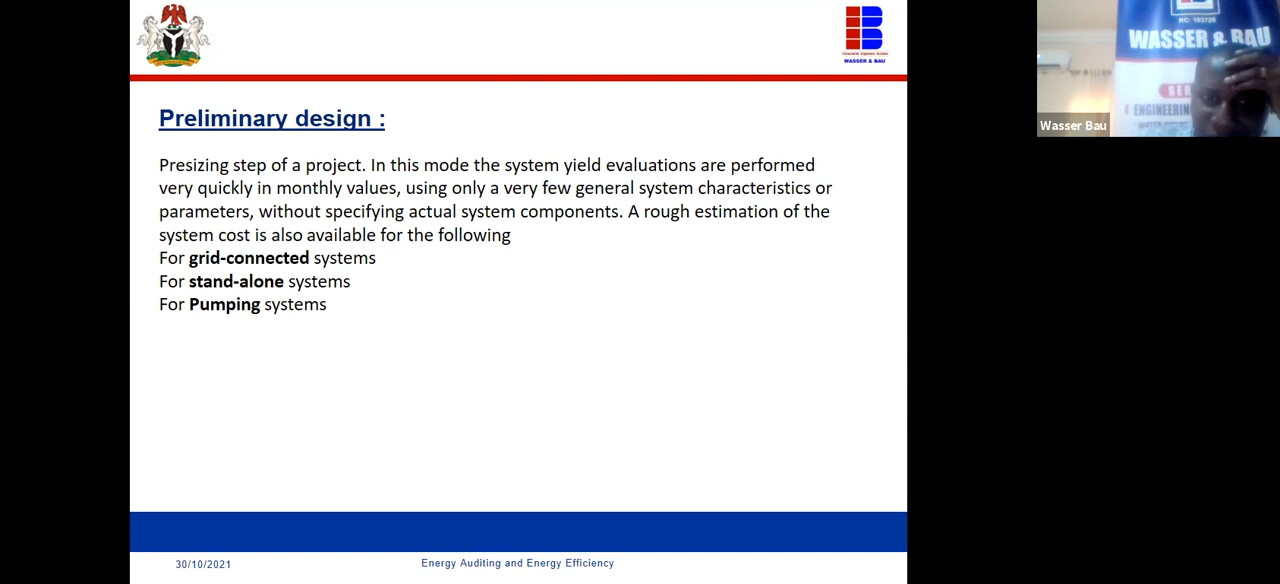 WASSER & BAU
Preliminary design :
Presizing step of a project. In this mode the system yield evaluations are performed
very quickly in monthly values, using only a very few general system characteristics or
parameters, without specifying actual system components. A rough estimation of the
system cost is also available for the following
For grid-connected systems
For stand-alone systems
For Pumping systems
30/10/2021
Energy Auditing and Energy Efficiency
WASSER & BAU
SER
ENGINEERIN
Wasser Bau